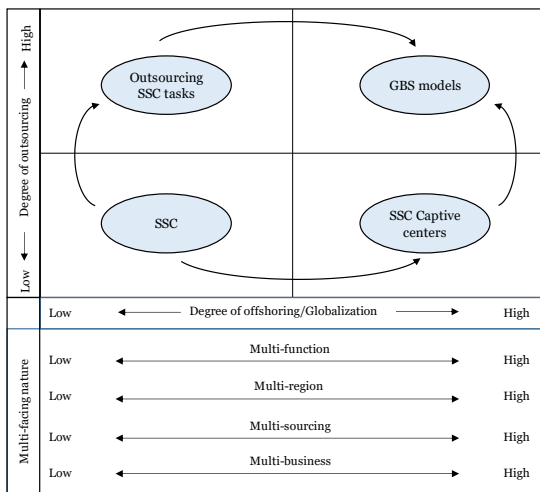 High
Degree of outsourcing
Low
Outsourcing
SSC tasks
GBS models
SSC
SSC Captive
centers
Low
Degree of offshoring/Globalization
High
Multi-facing nature
Low
Multi-function
High
Low
Multi-region
High
Low
Multi-sourcing
High
Low
Multi-business
High